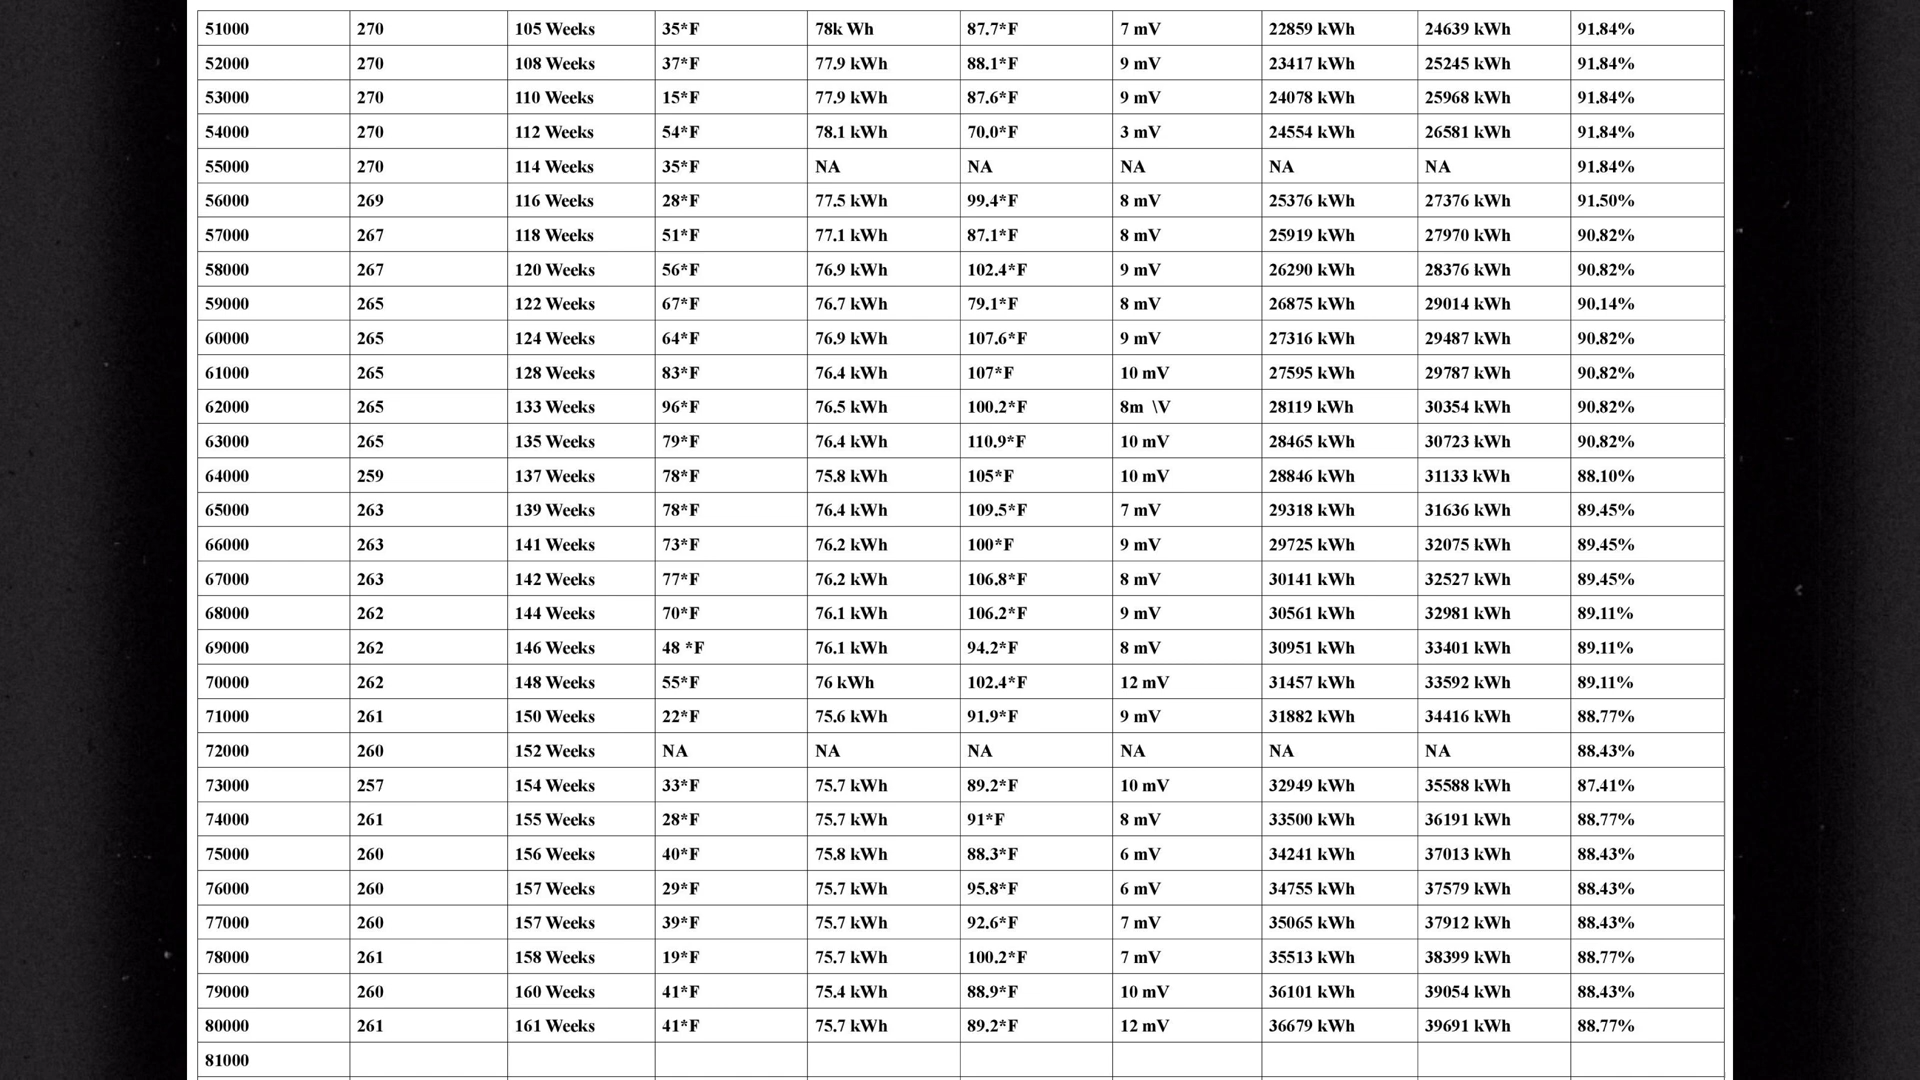 51000 270 105 Weeks 35*F 78k Wh 87.7*F 7 mV 22859 kWh 24639 kWh 91.84%
52000 270 108 Weeks 37*F 77.9 kWh 88.1*F 9 mV 23417 kWh 25245 kWh 91.84%
53000 270 110 Weeks 15*F 77.9 kWh 87.6*F 9 mV 24078 kWh 25968 kWh 91.84%
54000 270 112 Weeks 54*F 78.1 kWh 70.0*F 3 mV 24554 kWh 26581 kWh 91.84%
55000 270 114 Weeks 35*F NA NA NA NA NA 91.84%
56000 269 116 Weeks 28*F 77.5 kWh 99.4*F 8 mV 25376 kWh 27376 kWh 91.50%
57000 267 118 Weeks 51*F 77.1 kWh 87.1*F 8 mV 25919 kWh 27970 kWh 90.82%
58000 267 120 Weeks 56*F 76.9 kWh 102.4*F 9 mV 26290 kWh 28376 kWh 90.82%
59000 265 122 Weeks 67*F 76.7 kWh 79.1*F 8 mV 26875 kWh 29014 kWh 90.14%
60000 265 124 Weeks 64*F 76.9 kWh 107.6*F 9 mV 27316 kWh 29487 kWh 90.82%
61000 265 128 Weeks 83*F 76.4 kWh 107*F 10 mV 27595 kWh 29787 kWh 90.82%
62000 265 133 Weeks 96*F 76.5 kWh 100.2*F 8m \V 28119 kWh 30354 kWh 90.82%
63000 265 135 Weeks 79*F 76.4 kWh 110.9*F 10 mV 28465 kWh 30723 kWh 90.82%
64000 259 137 Weeks 78*F 75.8 kWh 105*F 10 mV 28846 kWh 31133 kWh 88.10%
65000 263 139 Weeks 78*F 76.4 kWh 109.5*F 7 mV 29318 kWh 31636 kWh 89.45%
66000 263 141 Weeks 73*F 76.2 kWh 100*F 9 mV 29725 kWh 32075 kWh 89.45%
67000 263 142 Weeks 77*F 76.2 kWh 106.8*F 8 mV 30141 kWh 32527 kWh 89.45%
68000 262 144 Weeks 70*F 76.1 kWh 106.2*F 9 mV 30561 kWh 32981 kWh 89.11%
69000 262 146 Weeks 48 *F 76.1 kWh 94.2*F 8 mV 30951 kWh 33401 kWh 89.11%
70000 262 148 Weeks 55*F 76 kWh 102.4*F 12 mV 31457 kWh 33592 kWh 89.11%
71000 261 150 Weeks 22*F 75.6 kWh 91.9*F 9 mV 31882 kWh 34416 kWh 88.77%
72000 260 152 Weeks NA NA NA NA NA NA 88.43%
73000 257 154 Weeks 33*F 75.7 kWh 89.2*F 10 mV 32949 kWh 35588 kWh 87.41%
74000 261 155 Weeks 28*F 75.7 kWh 91*F 8 mV 33500 kWh 36191 kWh 88.77%
75000 260 156 Weeks 40*F 75.8 kWh 88.3*F 6 mV 34241 kWh 37013 kWh 88.43%
76000 260 157 Weeks 29*F 75.7 kWh 95.8*F 6 mV 34755 kWh 37579 kWh 88.43%
77000 260 157 Weeks 39*F 75.7 kWh 92.6*F 7 mV 35065 kWh 37912 kWh 88.43%
78000 261 158 Weeks 19*F 75.7 kWh 100.2*F 7 mV 35513 kWh 38399 kWh 88.77%
79000 260 160 Weeks 41*F 75.4 kWh 88.9*F 10 mV 36101 kWh 39054 kWh 88.43%
80000 261 161 Weeks 41*F 75.7 kWh 89.2*F 12 mV 36679 kWh 39691 kWh 88.77%
81000